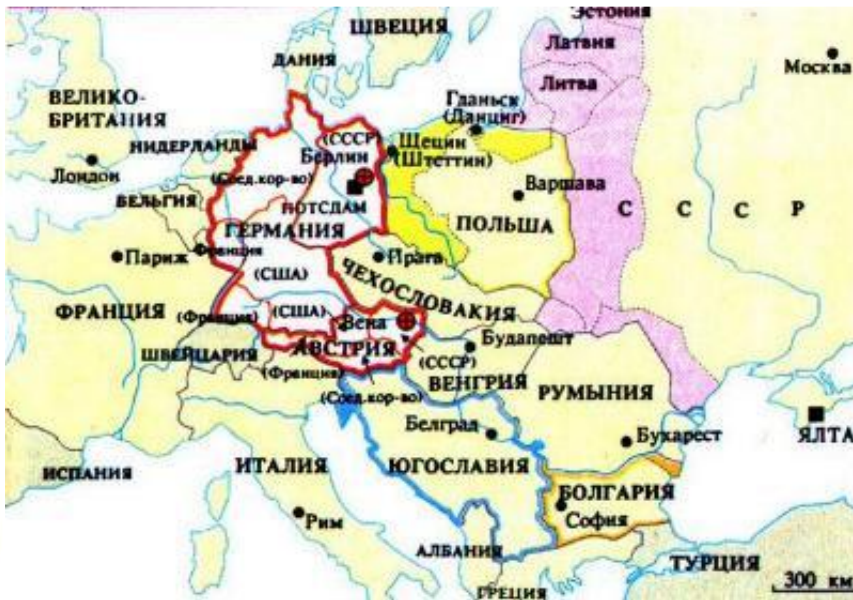 Эстония
ШВЕЦИЯ
Латвия
Москва
ДАНИЯ
Литва
ВЕЛИКО-
БРИТАНИЯ
Гданьск
(Данциг)
НИДЕРЛАНДЫ
(СССР)
Берлин
Щецин
(Штеттин)
Лондон
(Соед.кор-во)
Варшава
БЕЛЬГИЯ
ПОТСДАМ
ПОЛЬША
С С С Р
ГЕРМАНИЯ
Франция
Париж
Прага
(США)
ЧЕХОСЛОВАКИЯ
ФРАНЦИЯ
(Франция)
(США)
Вена
Будапешт
ШВЕЙЦАРИЯ
АВСТРИЯ
(СССР)
(Франция)
ВЕНГРИЯ
РУМЫНИЯ
(Соед.кор-во)
Белград
Бухарест
ЯЛТА
ИСПАНИЯ
ИТАЛИЯ
ЮГОСЛАВИЯ
БОЛГАРИЯ
Рим
София
АЛБАНИЯ
ТУРЦИЯ
ГРЕЦИЯ
300 км